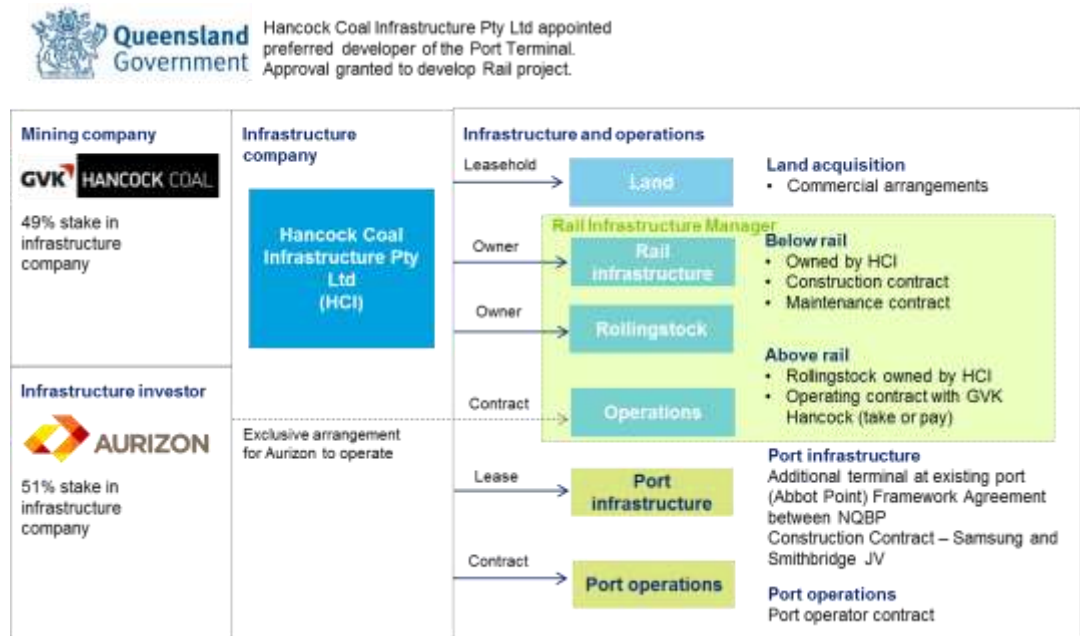 Queensland
Government
Hancock Coal Infrastructure Pty Ltd appointed
preferred developer of the Port Terminal.
Approval granted to develop Rail project.
Mining company
GVK HANCOCK COAL
49% stake in
infrastructure
company
Infrastructure investor
AURIZON
51% stake in
infrastructure
company
Infrastructure
company
Hancock Coal
Infrastructure Pty
Ltd
(HCI)
Exclusive arrangement
for Aurizon to operate
Infrastructure and operations
Leasehold
Land
Land acquisition
• Commercial arrangements
Rail Infrastructure Manager
Owner
Rail
infrastructure
Below rail
• Owned by HCI
• Construction contract
• Maintenance contract
Owner
Rollingstock
Above rail
• Rollingstock owned by HCI
• Operating contract with GVK
Hancock (take or pay)
Contract
Operations
Lease
Port
infrastructure
Port infrastructure
Additional terminal at existing port
(Abbot Point) Framework Agreement
between NQBP
Construction Contract – Samsung and
Smithbridge JV
Contract
Port operations
Port operations
Port operator contract